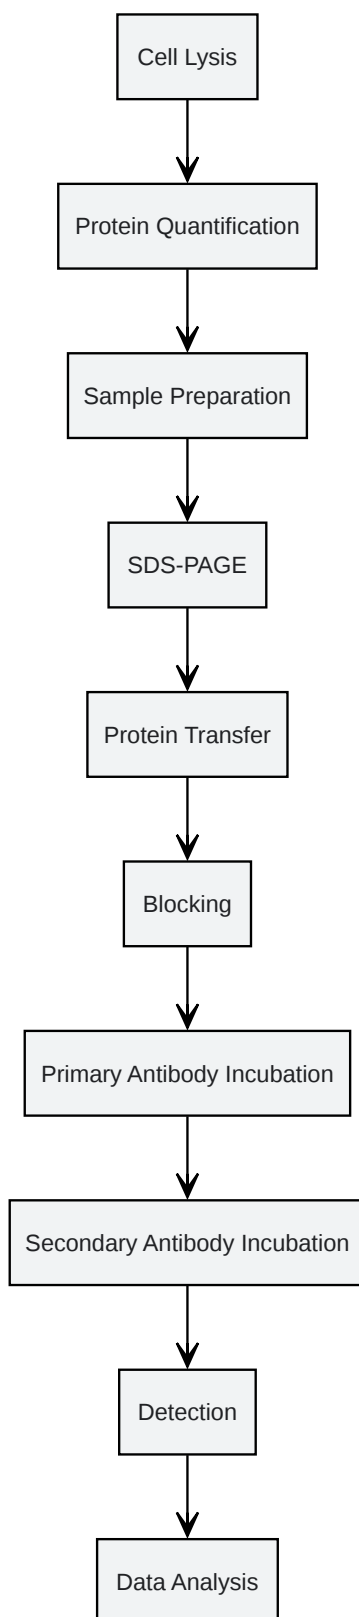 Cell Lysis
Protein Quantification
Sample Preparation
SDS-PAGE
Protein Transfer
Blocking
Primary Antibody Incubation
Secondary Antibody Incubation
Detection
Data Analysis